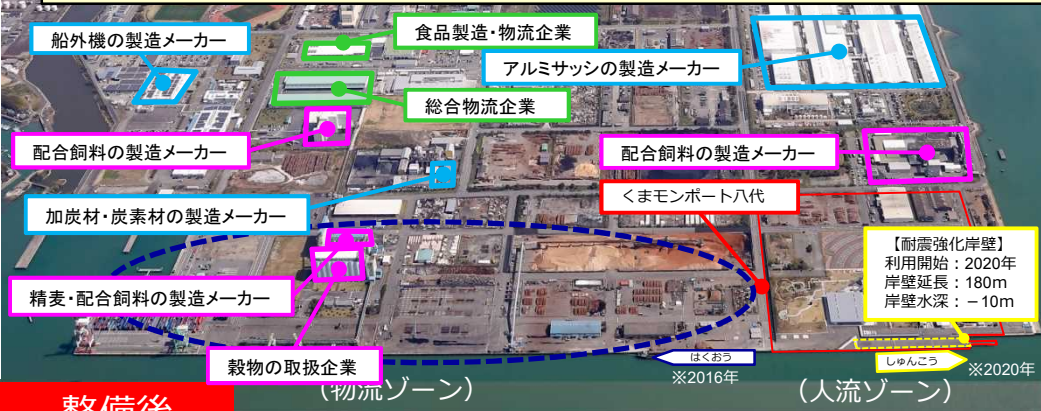 船外機の製造メーカー
食品製造・物流企業
アルミサッシの製造メーカー
総合物流企業
配合飼料の製造メーカー
配合飼料の製造メーカー
加炭材・炭素材の製造メーカー
くまモンポート八代
【耐震強化岸壁】
利用開始：2020年
岸壁延長：180m
岸壁水深：－10m
精麦・配合飼料の製造メーカー
穀物の取扱企業
はくおう
※2016年
しゅんこう
※2020年
（物流ゾーン）
（人流ゾーン）
整備後